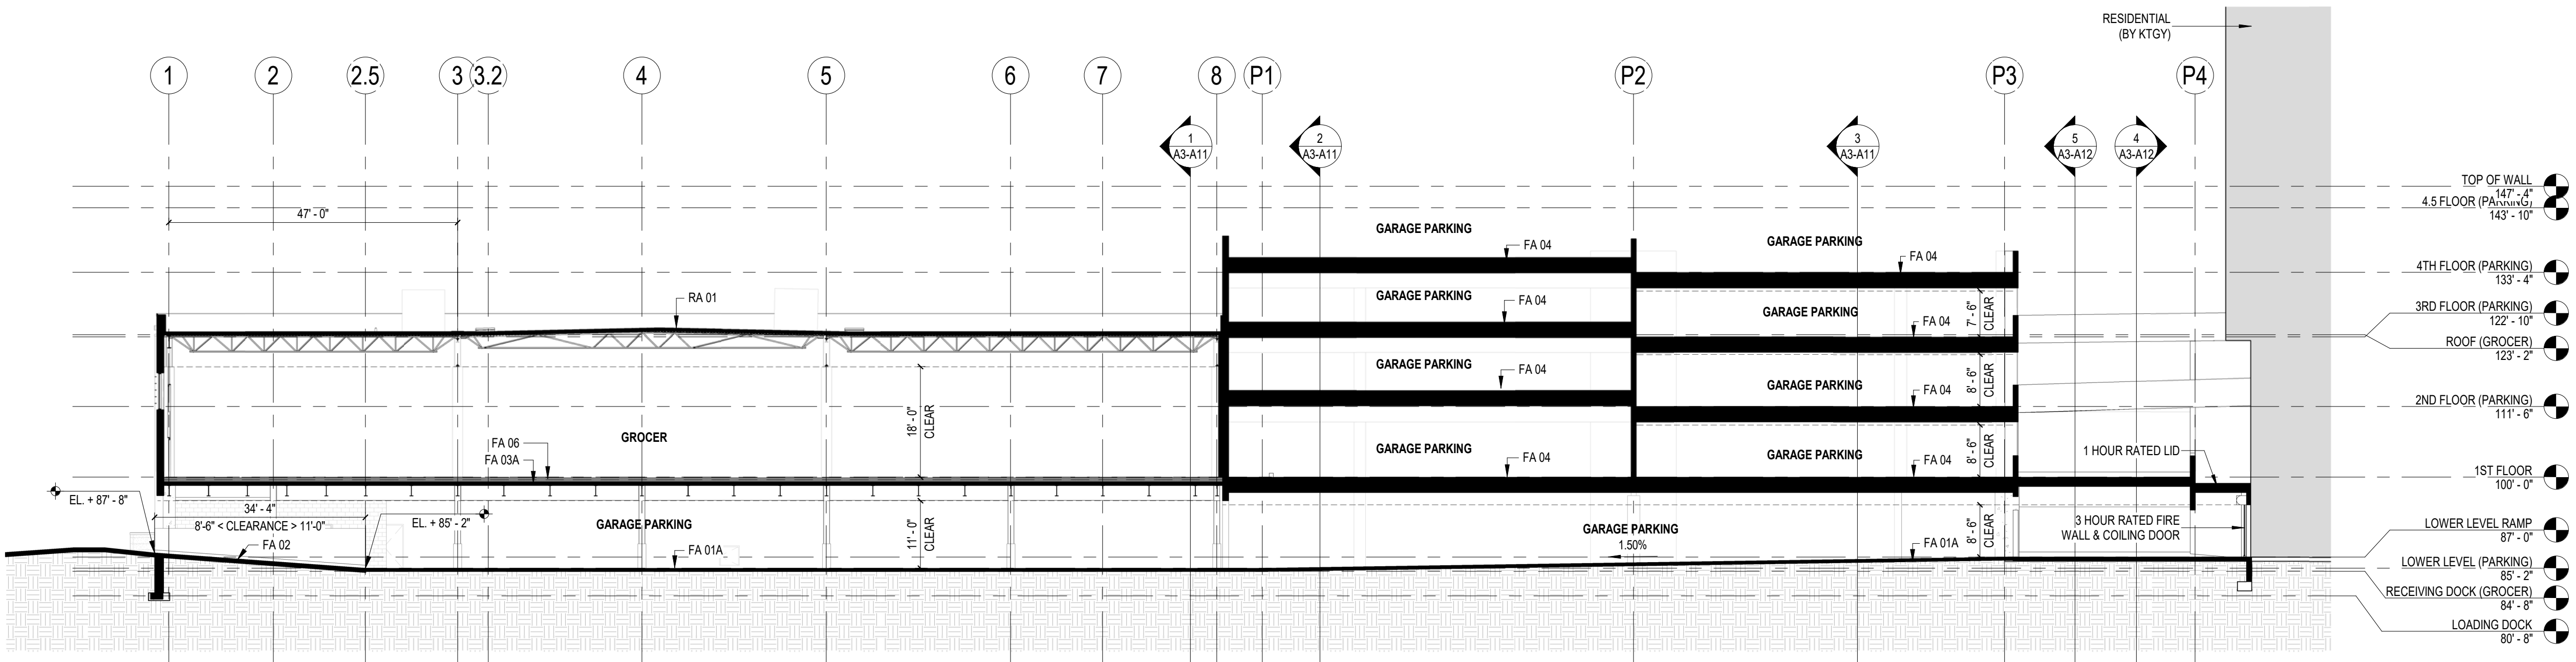 RESIDENTIAL
(BY KTGY)
1
2
2.5
3
3.2
4
5
6
7
8
P1
P2
P3
P4
1
A3-A11
2
A3-A11
3
A3-A11
5
A3-A12
4
A3-A12
TOP OF WALL
147' - 4"
4.5 FLOOR (PARKING)
143' - 10"
47' - 0"
GARAGE PARKING
FA 04
GARAGE PARKING
FA 04
4TH FLOOR (PARKING)
133' - 4"
RA 01
GARAGE PARKING
FA 04
GARAGE PARKING
FA 04
7' - 6"
CLEAR
3RD FLOOR (PARKING)
122' - 10"
ROOF (GROCER)
123' - 2"
GARAGE PARKING
FA 04
GARAGE PARKING
FA 04
8' - 6"
CLEAR
2ND FLOOR (PARKING)
111' - 6"
18' - 0"
CLEAR
GROCER
FA 06
FA 03A
GARAGE PARKING
FA 04
GARAGE PARKING
FA 04
8' - 6"
CLEAR
1 HOUR RATED LID
1ST FLOOR
100' - 0"
EL. + 87' - 8"
34' - 4"
8'-6" < CLEARANCE > 11'-0"
FA 02
EL. + 85' - 2"
GARAGE PARKING
FA 01A
11' - 0"
CLEAR
GARAGE PARKING
1.50%
FA 01A
8' - 6"
CLEAR
3 HOUR RATED FIRE
WALL & COILING DOOR
LOWER LEVEL RAMP
87' - 0"
LOWER LEVEL (PARKING)
85' - 2"
RECEIVING DOCK (GROCER)
84' - 8"
LOADING DOCK
80' - 8"